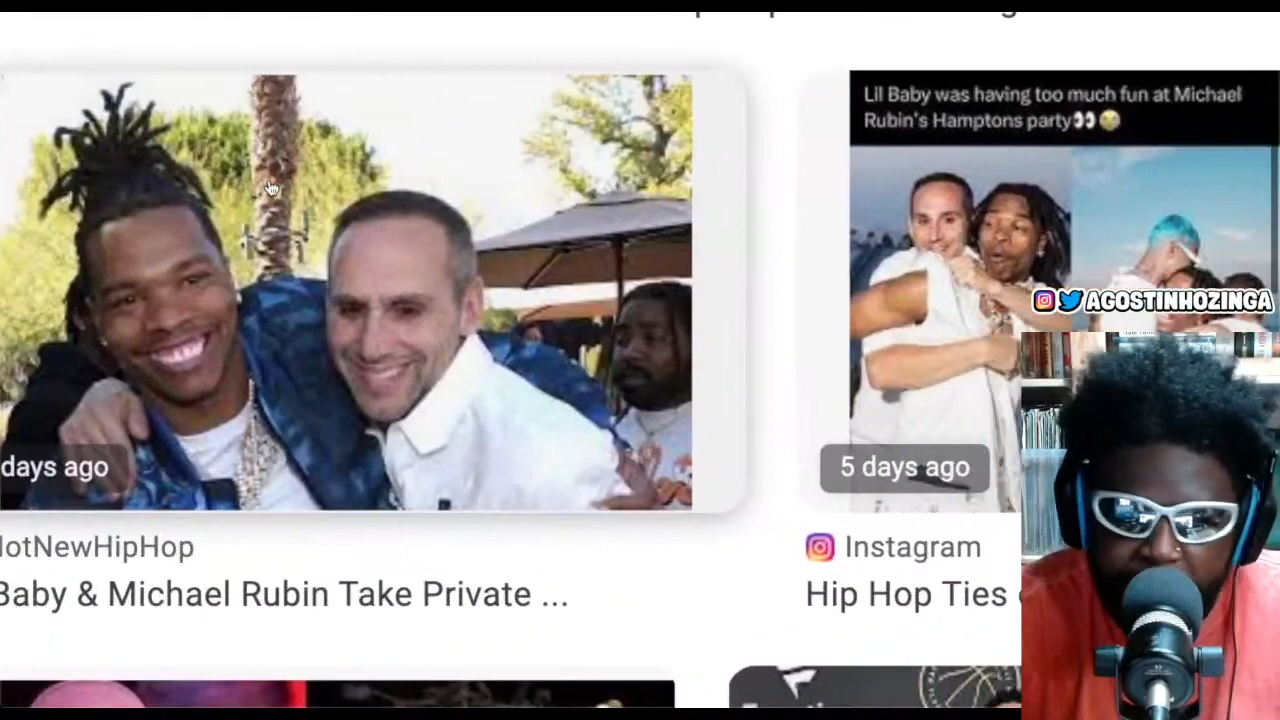 Lil Baby was having too much fun at Michael
Rubin's Hamptons party👀😭
AGOSTINHOZINGA
days ago
5 days ago
lotNewHipHop
Baby & Michael Rubin Take Private ...
Instagram
Hip Hop Ties